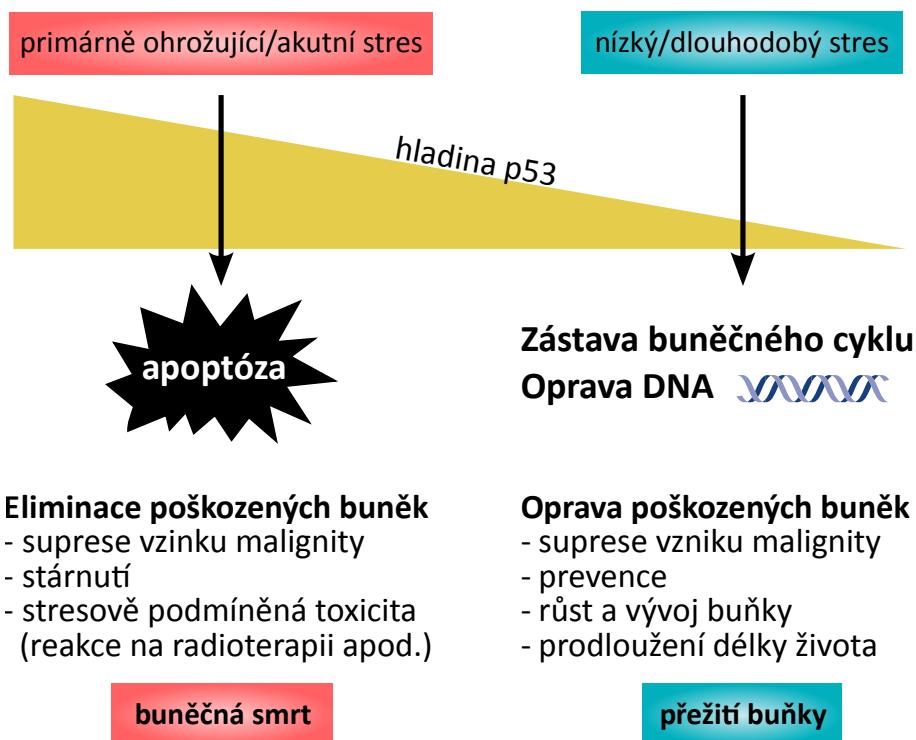 primárně ohrožující/akutní stres
nízký/dlouhodobý stres
hladina p53
apoptóza
Zástava buněčného cyklu
Oprava DNA
Eliminace poškozených buněk
- suprese vzinku malignity
- stárnutí
- stresově podmíněná toxicita
(reakce na radioterapii apod.)
buněčná smrt
Oprava poškozených buněk
- suprese vzniku malignity
- prevence
- růst a vývoj buňky
- prodloužení délky života
přežití buňky